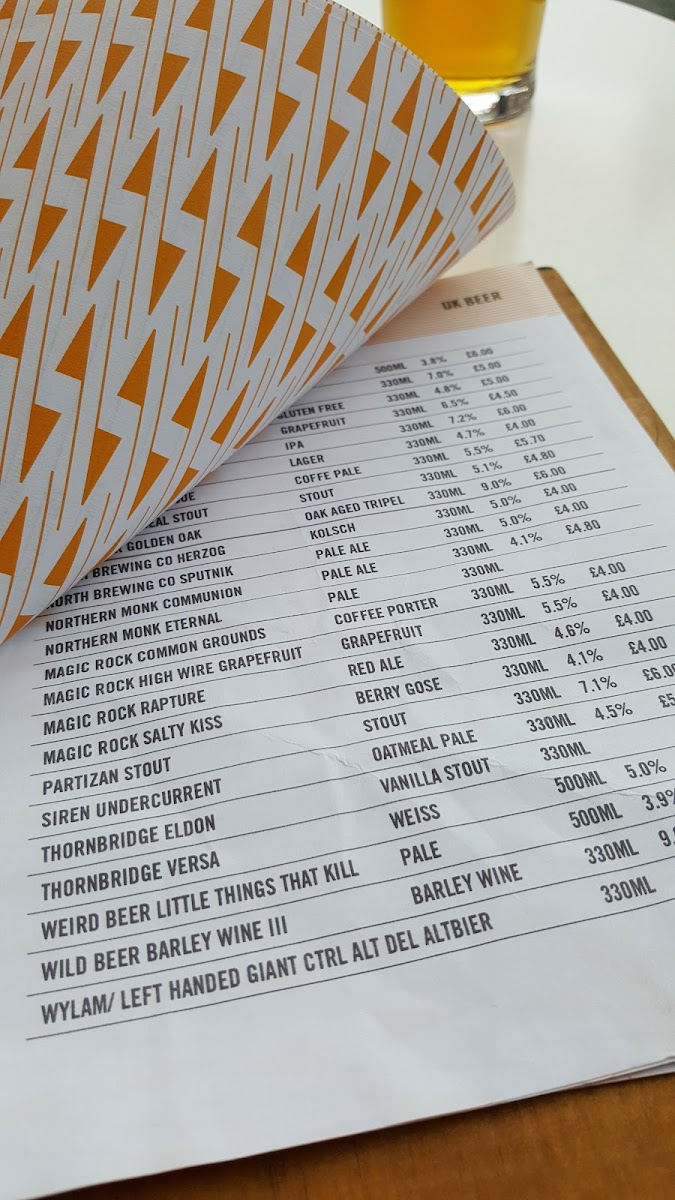 UK BEER
500ML 3.8% £6.00
330ML 7.0% £5.00
GLUTEN FREE 330ML 4.8% £5.00
GRAPEFRUIT 330ML 6.5% £4.50
IPA 330ML 7.2% £6.00
LAGER 330ML 4.7% £4.00
UE COFFE PALE 330ML 5.5% £5.70
EAL STOUT STOUT 330ML 5.1% £4.80
GOLDEN OAK OAK AGED TRIPEL 330ML 9.0% £6.00
BREWING CO HERZOG KOLSCH 330ML 5.0% £4.00
NORTH BREWING CO SPUTNIK PALE ALE 330ML 5.0% £4.00
NORTHERN MONK COMMUNION PALE ALE 330ML 4.1% £4.80
NORTHERN MONK ETERNAL PALE 330ML
MAGIC ROCK COMMON GROUNDS COFFEE PORTER 330ML 5.5% £4.00
MAGIC ROCK HIGH WIRE GRAPEFRUIT GRAPEFRUIT 330ML 5.5% £4.00
MAGIC ROCK RAPTURE RED ALE 330ML 4.6% £4.00
MAGIC ROCK SALTY KISS BERRY GOSE 330ML 4.1% £4.00
PARTIZAN STOUT STOUT 330ML 7.1% £6.00
SIREN UNDERCURRENT OATMEAL PALE 330ML 4.5% £5
THORNBRIDGE ELDON VANILLA STOUT 330ML
THORNBRIDGE VERSA WEISS 500ML 5.0%
WEIRD BEER LITTLE THINGS THAT KILL PALE 500ML 3.9%
WILD BEER BARLEY WINE III BARLEY WINE 330ML 9.
WYLAM/ LEFT HANDED GIANT CTRL ALT DEL ALTBIER 330ML